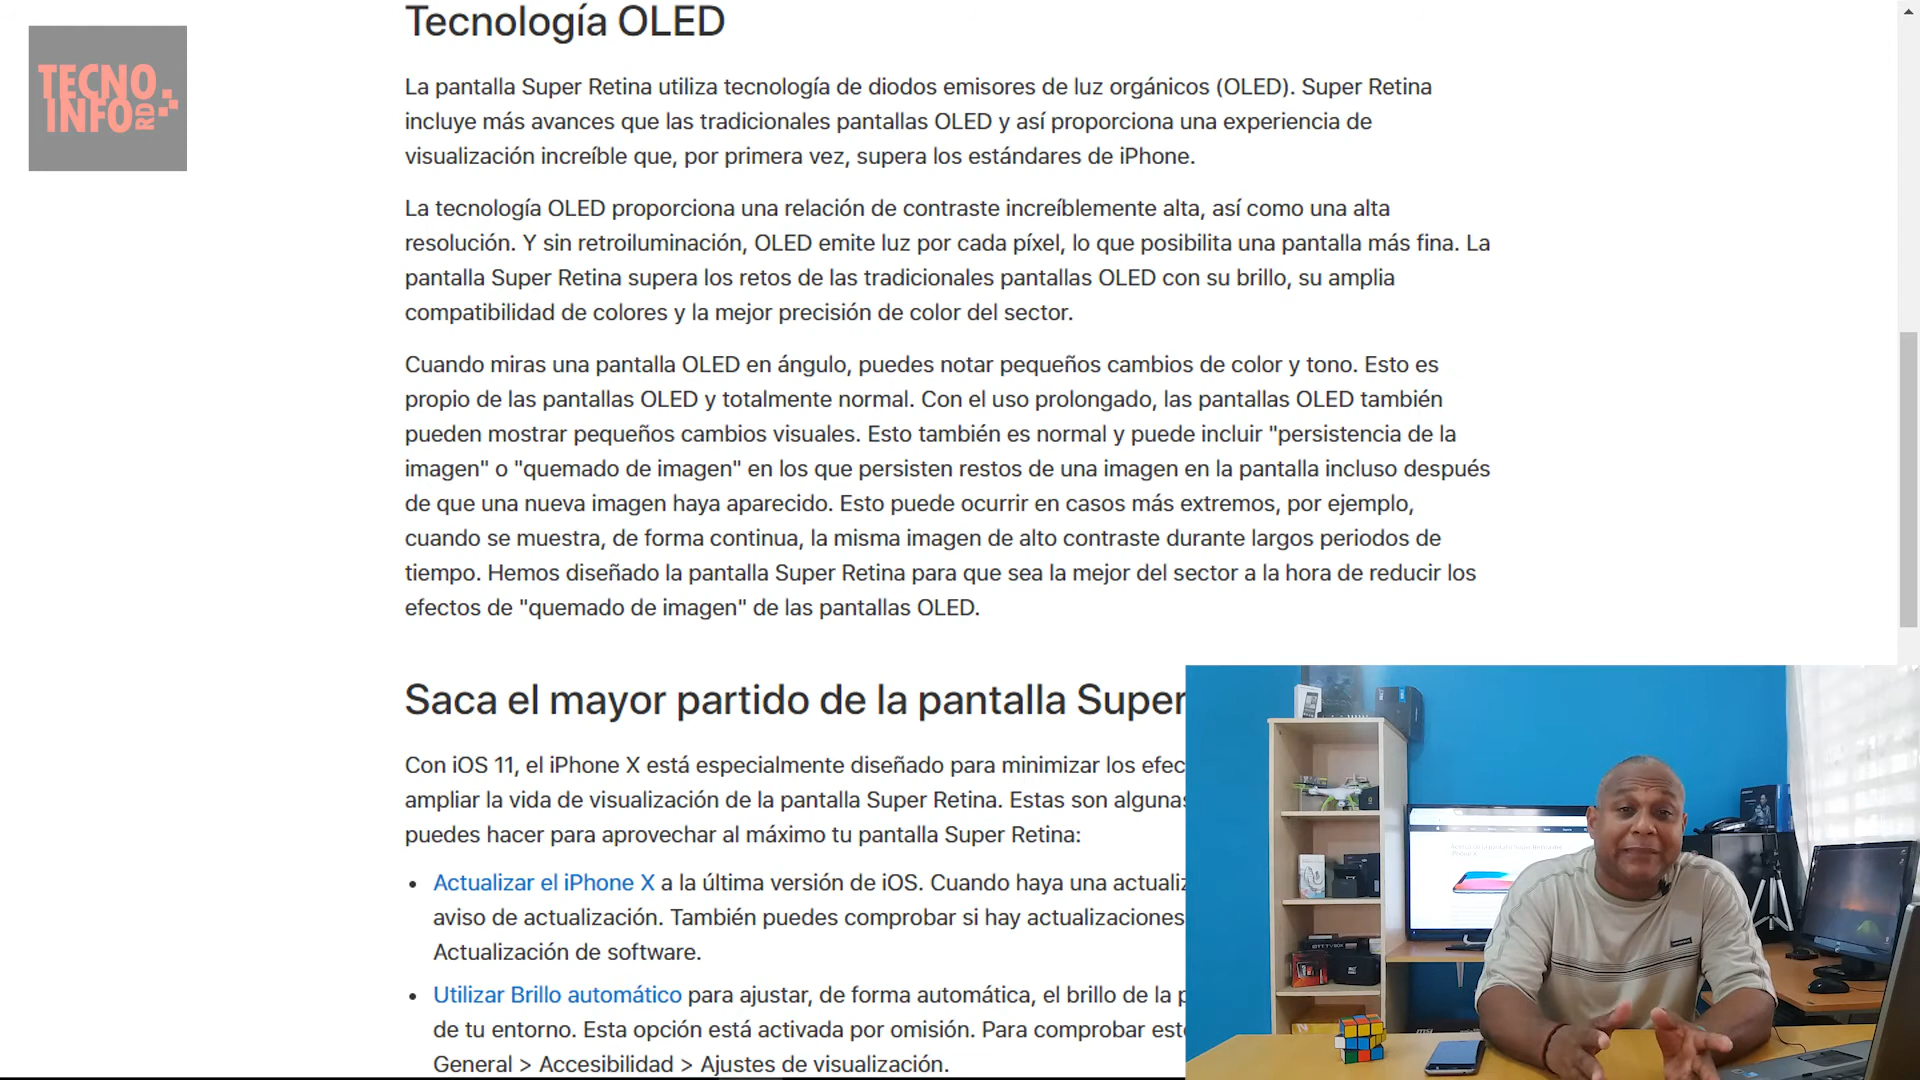 Tecnología OLED
TECNO
INFO RD
La pantalla Super Retina utiliza tecnología de diodos emisores de luz orgánicos (OLED). Super Retina
incluye más avances que las tradicionales pantallas OLED y así proporciona una experiencia de
visualización increíble que, por primera vez, supera los estándares de iPhone.
La tecnología OLED proporciona una relación de contraste increíblemente alta, así como una alta
resolución. Y sin retroiluminación, OLED emite luz por cada píxel, lo que posibilita una pantalla más fina. La
pantalla Super Retina supera los retos de las tradicionales pantallas OLED con su brillo, su amplia
compatibilidad de colores y la mejor precisión de color del sector.
Cuando miras una pantalla OLED en ángulo, puedes notar pequeños cambios de color y tono. Esto es
propio de las pantallas OLED y totalmente normal. Con el uso prolongado, las pantallas OLED también
pueden mostrar pequeños cambios visuales. Esto también es normal y puede incluir "persistencia de la
imagen" o "quemado de imagen" en los que persisten restos de una imagen en la pantalla incluso después
de que una nueva imagen haya aparecido. Esto puede ocurrir en casos más extremos, por ejemplo,
cuando se muestra, de forma continua, la misma imagen de alto contraste durante largos periodos de
tiempo. Hemos diseñado la pantalla Super Retina para que sea la mejor del sector a la hora de reducir los
efectos de "quemado de imagen" de las pantallas OLED.
Saca el mayor partido de la pantalla Super
Con iOS 11, el iPhone X está especialmente diseñado para minimizar los efec
ampliar la vida de visualización de la pantalla Super Retina. Estas son algunas
puedes hacer para aprovechar al máximo tu pantalla Super Retina:
• Actualizar el iPhone X a la última versión de iOS. Cuando haya una actualiz
aviso de actualización. También puedes comprobar si hay actualizaciones
Actualización de software.
• Utilizar Brillo automático para ajustar, de forma automática, el brillo de la p
de tu entorno. Esta opción está activada por omisión. Para comprobar est
General > Accesibilidad > Ajustes de visualización.